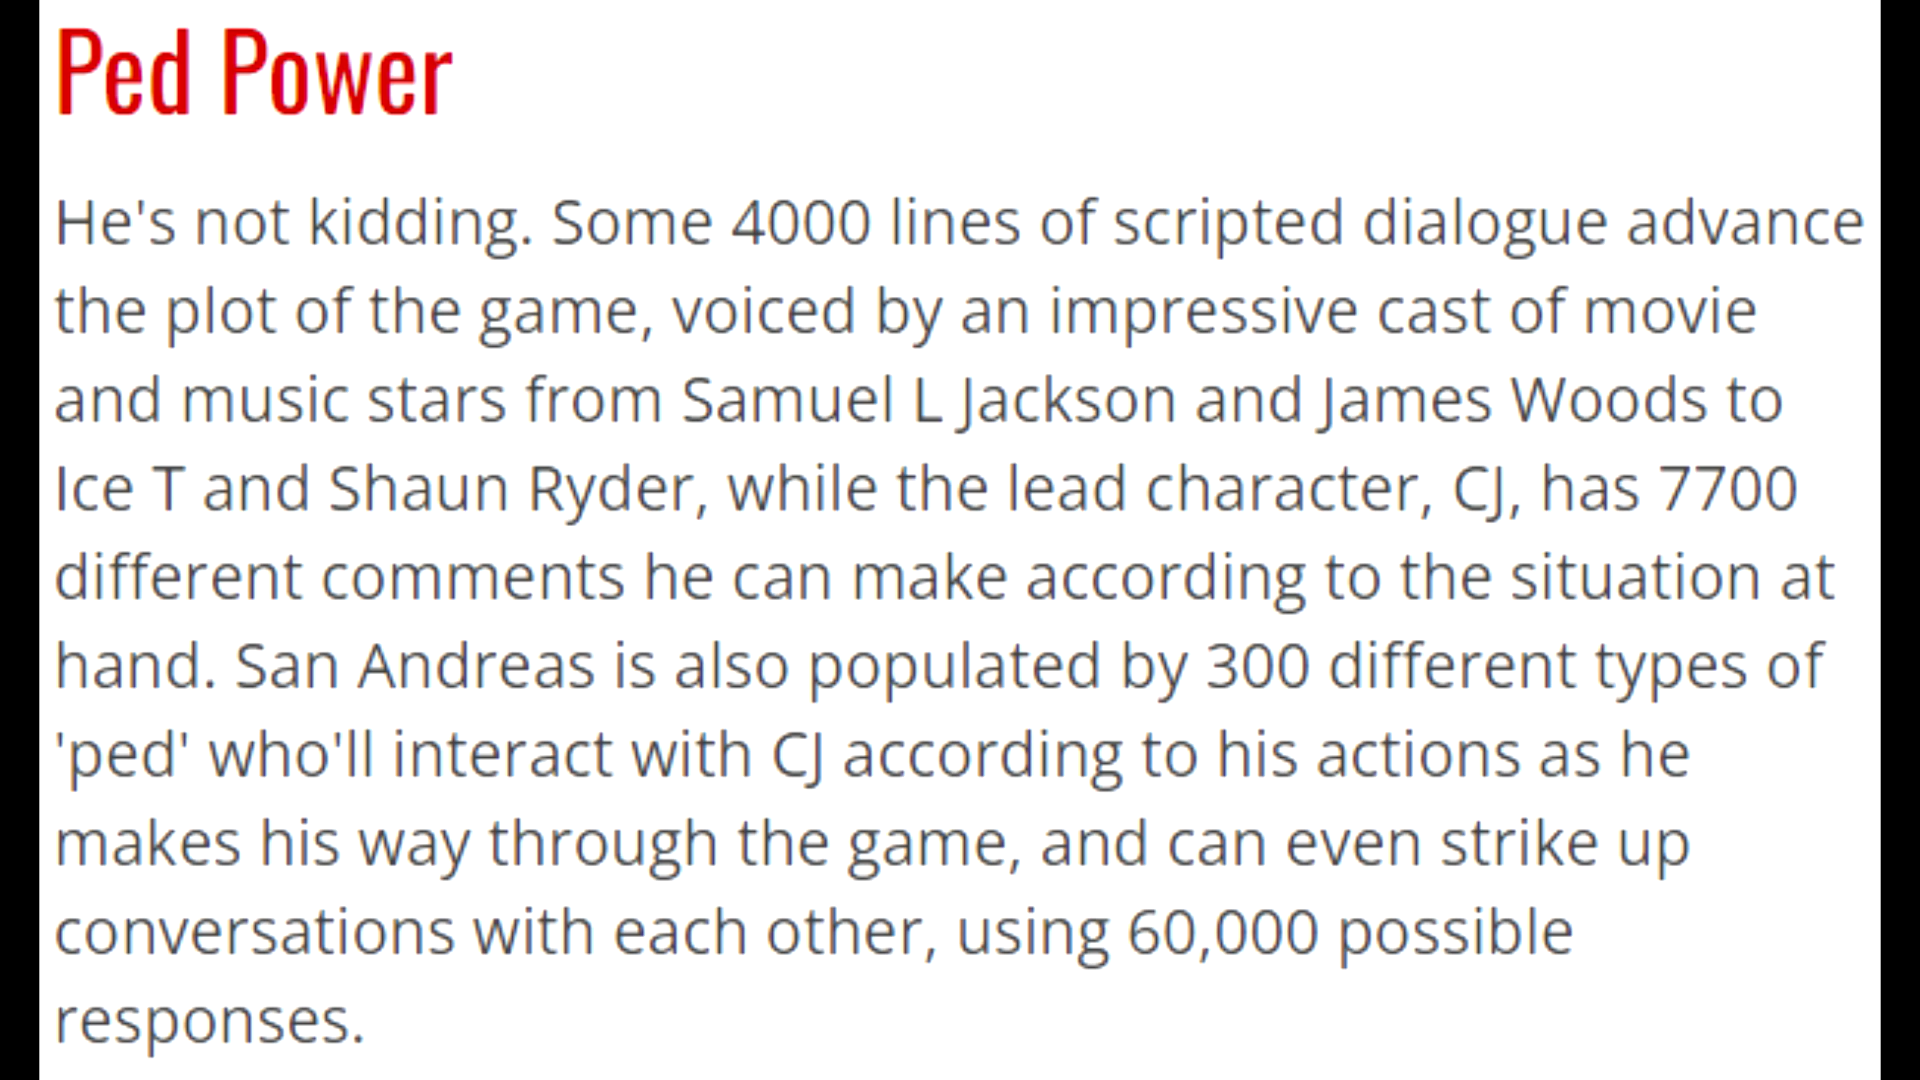 Ped Power
He's not kidding. Some 4000 lines of scripted dialogue advance
the plot of the game, voiced by an impressive cast of movie
and music stars from Samuel L Jackson and James Woods to
Ice T and Shaun Ryder, while the lead character, CJ, has 7700
different comments he can make according to the situation at
hand. San Andreas is also populated by 300 different types of
'ped' who'll interact with CJ according to his actions as he
makes his way through the game, and can even strike up
conversations with each other, using 60,000 possible
responses.